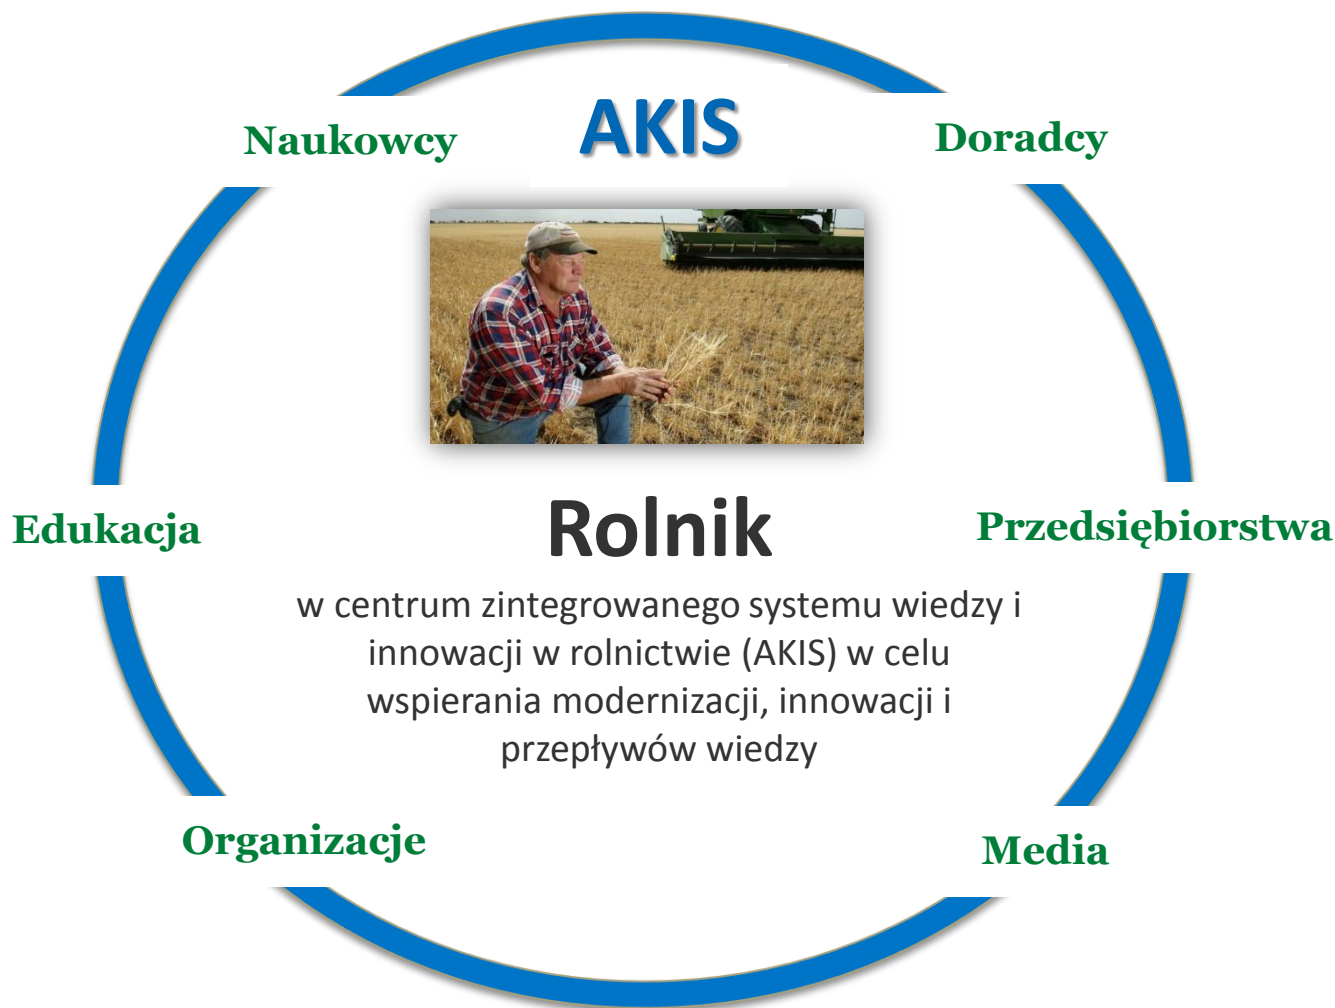 AKIS
Naukowcy
Doradcy
Edukacja
Rolnik
Przedsiębiorstwa
w centrum zintegrowanego systemu wiedzy i
innowacji w rolnictwie (AKIS) w celu
wspierania modernizacji, innowacji i
przepływów wiedzy
Organizacje
Media